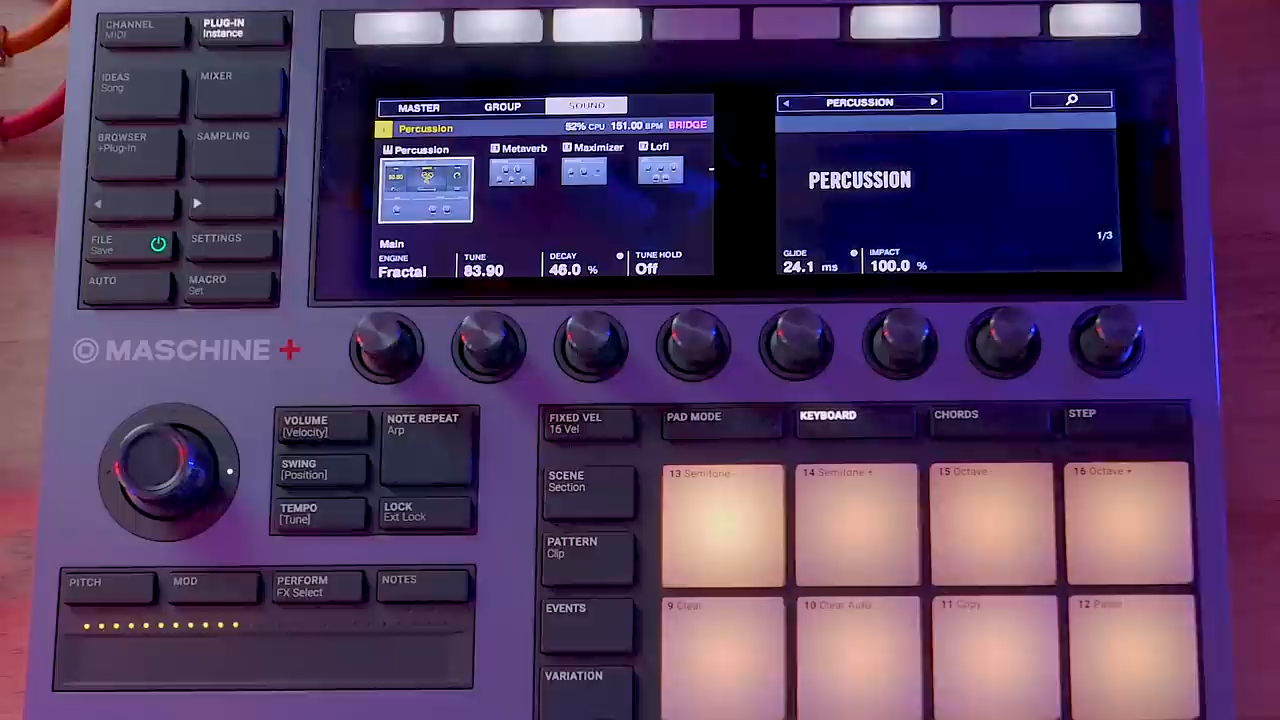 CHANNEL
MIDI
PLUG-IN
Instance
IDEAS
Song
MIXER
BROWSER
+Plug-In
SAMPLING
FILE
Save
SETTINGS
AUTO
MACRO
Set
MASTER
GROUP
SOUND
Percussion
52% CPU
151.00 BPM
BRIDGE
Percussion
Metaverb
Maximizer
Lofi
Main
ENGINE
Fractal
TUNE
83.90
DECAY
46.0 %
TUNE HOLD
Off
PERCUSSION
PERCUSSION
1/3
GLIDE
24.1 ms
IMPACT
100.0 %
MASCHINE +
VOLUME
[Velocity]
NOTE REPEAT
Arp
SWING
[Position]
TEMPO
[Tune]
LOCK
Ext Lock
PITCH
MOD
PERFORM
FX Select
NOTES
FIXED VEL
16 Vel
PAD MODE
KEYBOARD
CHORDS
STEP
SCENE
Section
PATTERN
Clip
EVENTS
VARIATION
13 Semitone -
14 Semitone +
15 Octave -
16 Octave +
9 Clear
10 Clear Auto
11 Copy
12 Paste